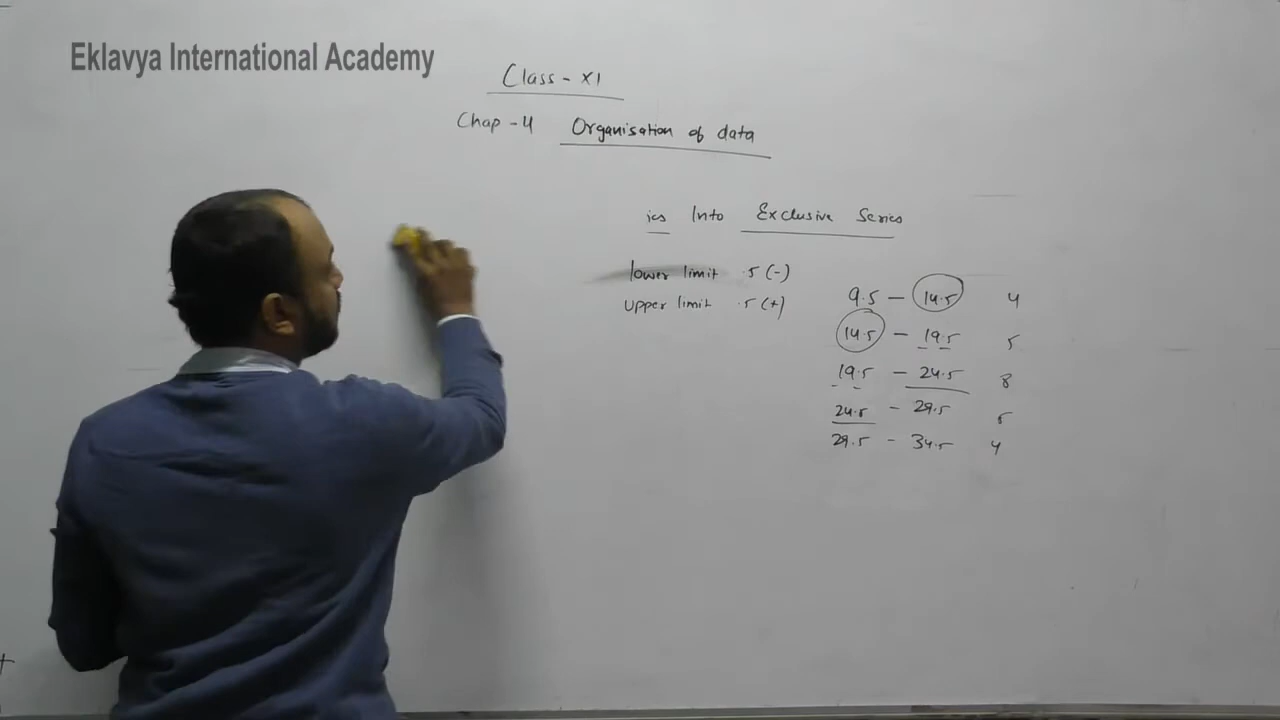 Eklavya International Academy
Class - XI
Chap - 4 Organisation of data
ies Into Exclusive Series
lower limit .5 (-)
upper limit .5 (+)
9.5 - 14.5 4
14.5 - 19.5 5
19.5 - 24.5 8
24.5 - 29.5 5
29.5 - 34.5 4